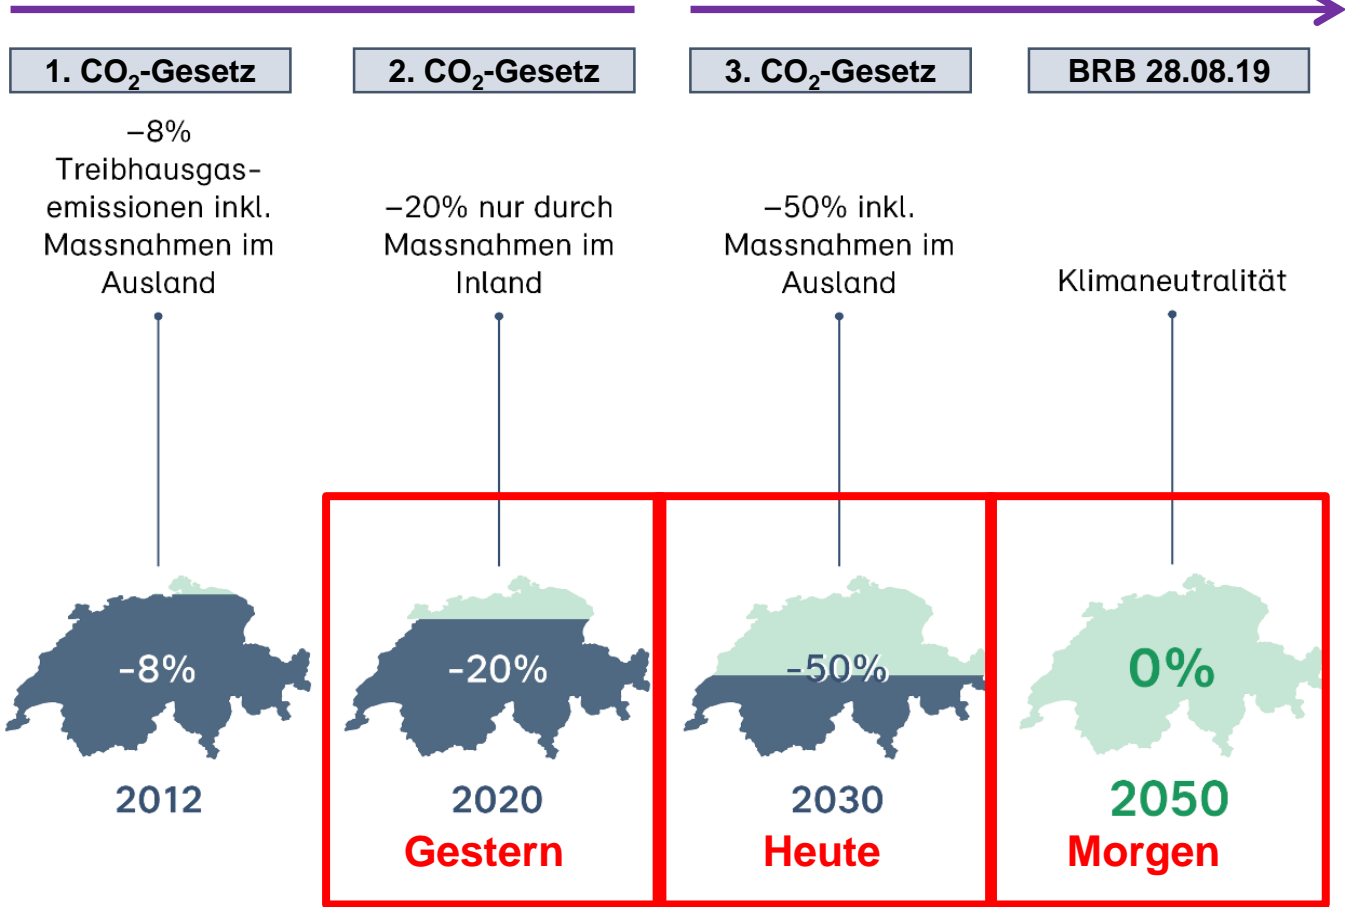 1. CO₂-Gesetz
2. CO₂-Gesetz
3. CO₂-Gesetz
BRB 28.08.19
–8%
Treibhausgas-
emissionen inkl.
Massnahmen im
Ausland
–20% nur durch
Massnahmen im
Inland
–50% inkl.
Massnahmen im
Ausland
Klimaneutralität
-8%
-20%
-50%
0%
2012
2020
2030
2050
Gestern
Heute
Morgen